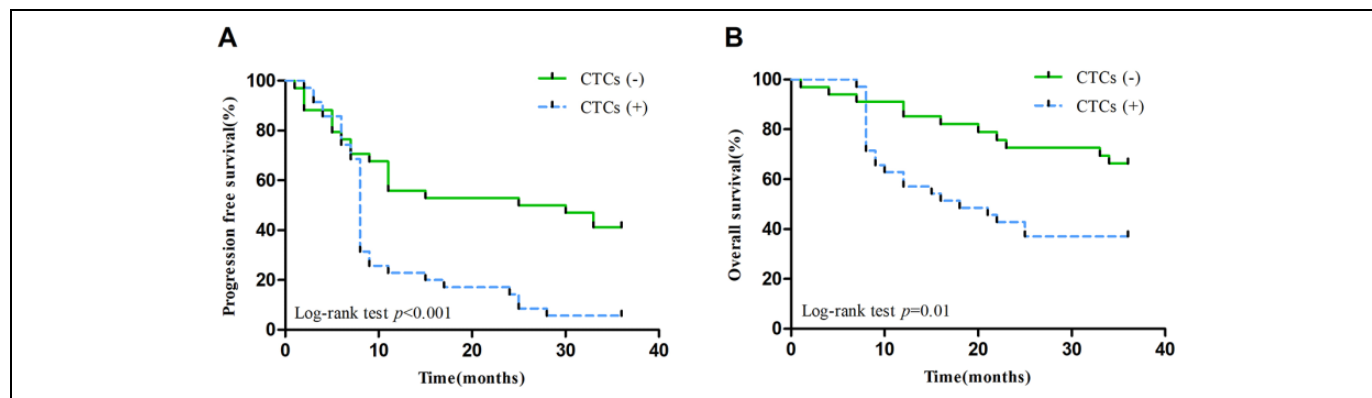 A
CTCs (-)
CTCs (+)
100
80
60
40
20
0
Progression free survival(%)
Log-rank test p<0.001
0 10 20 30 40
Time(months)
B
CTCs (-)
CTCs (+)
100
80
60
40
20
0
Overall survival(%)
Log-rank test p=0.01
0 10 20 30 40
Time(months)